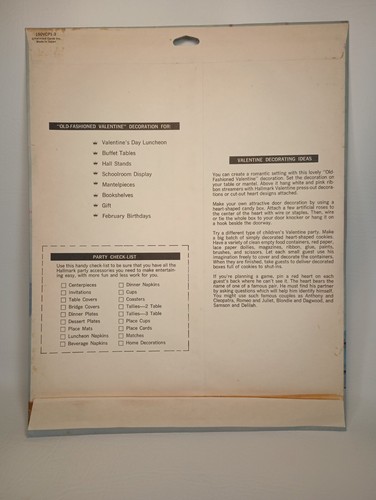 "OLD FASHIONED VALENTINE" DECORATION FOR:
Valentine's Day Luncheon
Buffet Tables
Hall Stands
Schoolroom Display
Mantelpieces
Bookshelves
Gift
February Birthdays
PARTY CHECK-LIST
Use this handy check-list to be sure that you have all the
Hallmark party accessories you need to make entertain-
ing easy, with more fun and less work for you.
Centerpieces
Invitations
Table Covers
Bridge Covers
Dinner Plates
Dessert Plates
Place Mats
Luncheon Napkins
Beverage Napkins
Dinner Napkins
Cups
Coasters
Tallies—2 Table
Tallies—3 Table
Place Cups
Place Cards
Matches
Home Decorations
VALENTINE DECORATING IDEAS
You can create a romantic setting with this lovely "Old
Fashioned Valentine" decoration. Set the decoration on
your table or mantel. Above it hang white and pink rib
bon streamers with Hallmark Valentine press-out decora
tions or cut-out heart designs attached.
Make your own attractive door decoration by using a
heart-shaped candy box. Attach a few artificial roses to
the center of the heart with wire or staples. Then, wire
or tie the whole box to your door knocker or hang it on
a hook beside the doorway.
Try a different type of children's Valentine party. Make
a big batch of simply decorated heart-shaped cookies.
Have a variety of clean empty food containers, red paper,
lace paper doilies, magazines, ribbon, glue, paints,
brushes, and scissors. Let each small guest use his
imagination freely to cover and decorate the containers.
When they are finished, take guests to deliver decorated
boxes full of cookies to shut-ins.
If you're planning a game, pin a red heart on each
guest's back where he can't see it. The heart bears the
name of one of a famous pair. He must find his partner
by asking questions which will help him identify himself.
You might use such famous couples as Anthony and
Cleopatra, Romeo and Juliet, Blondie and Dagwood, and
Samson and Delilah.